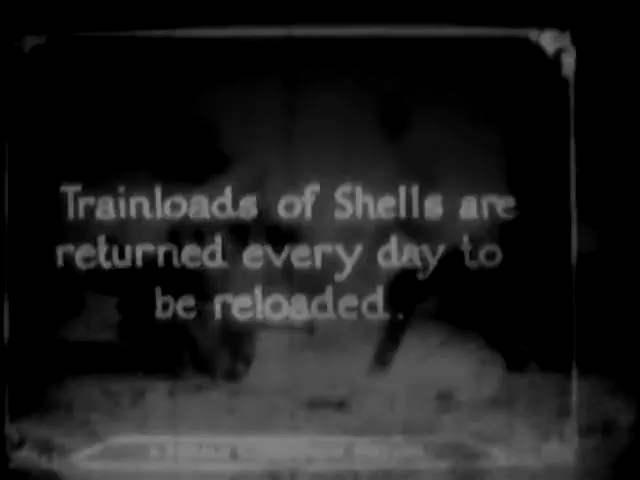 Trainloads of Shells are
returned every day to
be reloaded.